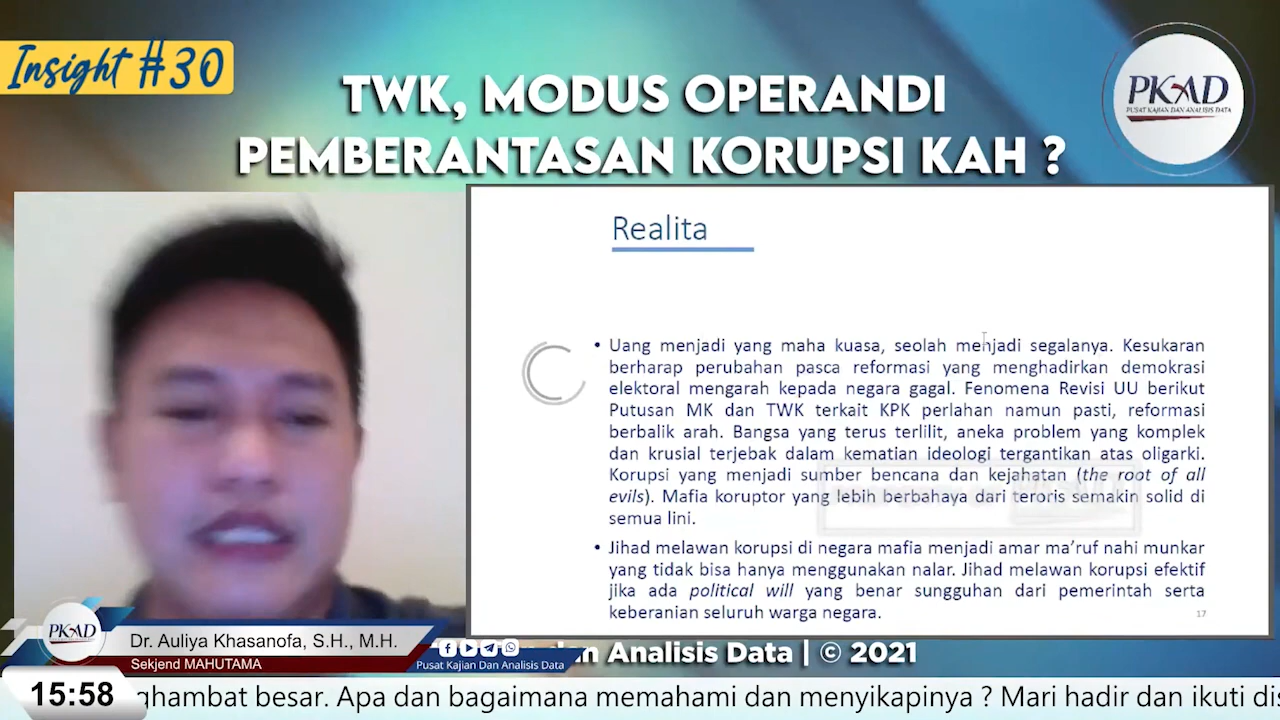 Insight #30
TWK, MODUS OPERANDI
PEMBERANTASAN KORUPSI KAH ?
PKAD
PUSAT KAJIAN DAN ANALISIS DATA
Realita
• Uang menjadi yang maha kuasa, seolah menjadi segalanya. Kesukaran
berharap perubahan pasca reformasi yang menghadirkan demokrasi
elektoral mengarah kepada negara gagal. Fenomena Revisi UU berikut
Putusan MK dan TWK terkait KPK perlahan namun pasti, reformasi
berbalik arah. Bangsa yang terus terlilit, aneka problem yang komplek
dan krusial terjebak dalam kematian ideologi tergantikan atas oligarki.
Korupsi yang menjadi sumber bencana dan kejahatan (the root of all
evils). Mafia koruptor yang lebih berbahaya dari teroris semakin solid di
semua lini.
• Jihad melawan korupsi di negara mafia menjadi amar ma’ruf nahi munkar
yang tidak bisa hanya menggunakan nalar. Jihad melawan korupsi efektif
jika ada political will yang benar sungguhan dari pemerintah serta
keberanian seluruh warga negara.
17
PKAD
Dr. Auliya Khasanofa, S.H., M.H.
Sekjend MAHUTAMA
Pusat Kajian Dan Analisis Data
an Analisis Data | © 2021
15:58
ghambat besar. Apa dan bagaimana memahami dan menyikapinya ? Mari hadir dan ikuti dis